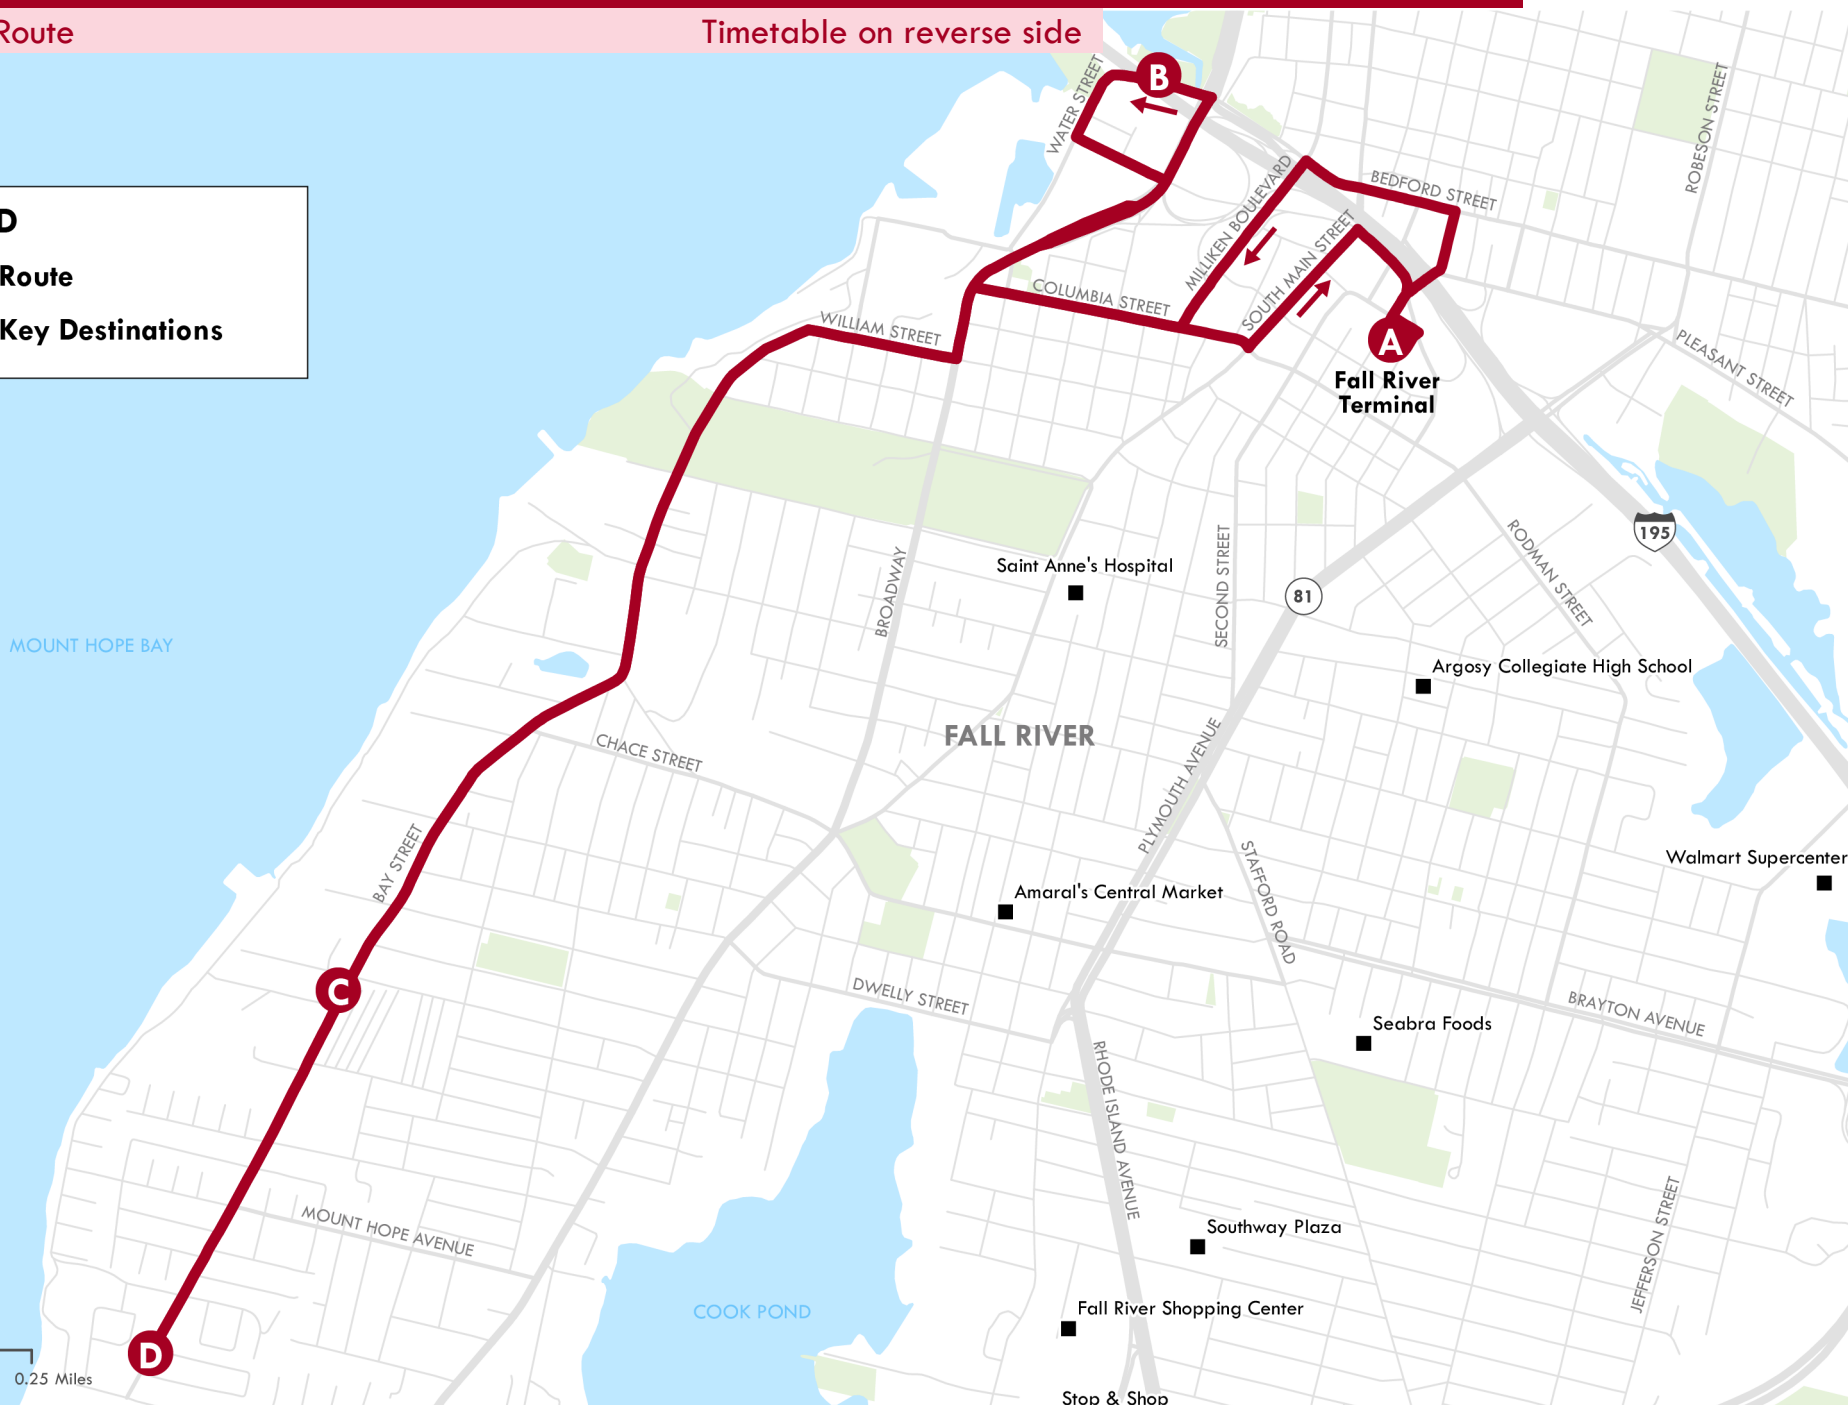 Route
Timetable on reverse side
B
WATER STREET
ROBESON STREET
BEDFORD STREET
MILLIKEN BOULEVARD
SOUTH MAIN STREET
D
Route
Key Destinations
COLUMBIA STREET
WILLIAM STREET
A
Fall River
Terminal
PLEASANT STREET
195
RODMAN STREET
SECOND STREET
BROADWAY
Saint Anne's Hospital
81
MOUNT HOPE BAY
Argosy Collegiate High School
FALL RIVER
CHACE STREET
PLYMOUTH AVENUE
BAY STREET
STAFFORD ROAD
Walmart Supercenter
Amaral's Central Market
C
DWELLY STREET
BRAYTON AVENUE
Seabra Foods
RHODE ISLAND AVENUE
MOUNT HOPE AVENUE
Southway Plaza
JEFFERSON STREET
COOK POND
Fall River Shopping Center
D
0.25 Miles
Stop & Shop